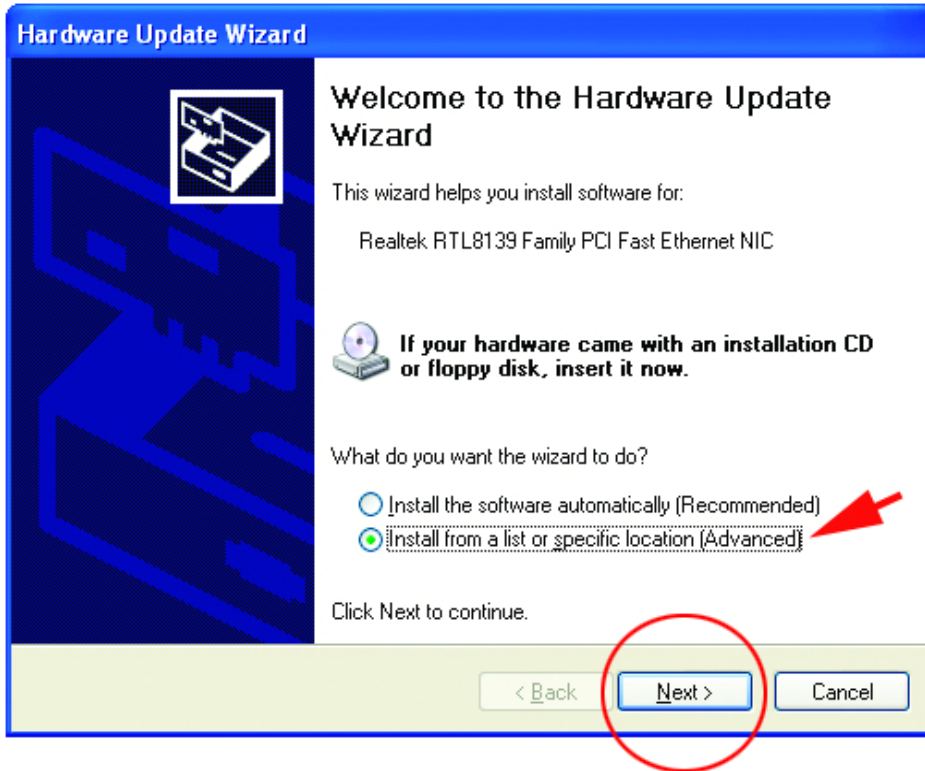 Hardware Update Wizard
Welcome to the Hardware Update
Wizard
This wizard helps you install software for:
Realtek RTL8139 Family PCI Fast Ethernet NIC
If your hardware came with an installation CD
or floppy disk, insert it now.
What do you want the wizard to do?
Install the software automatically (Recommended)
Install from a list or specific location (Advanced)
Click Next to continue.
< Back Next > Cancel